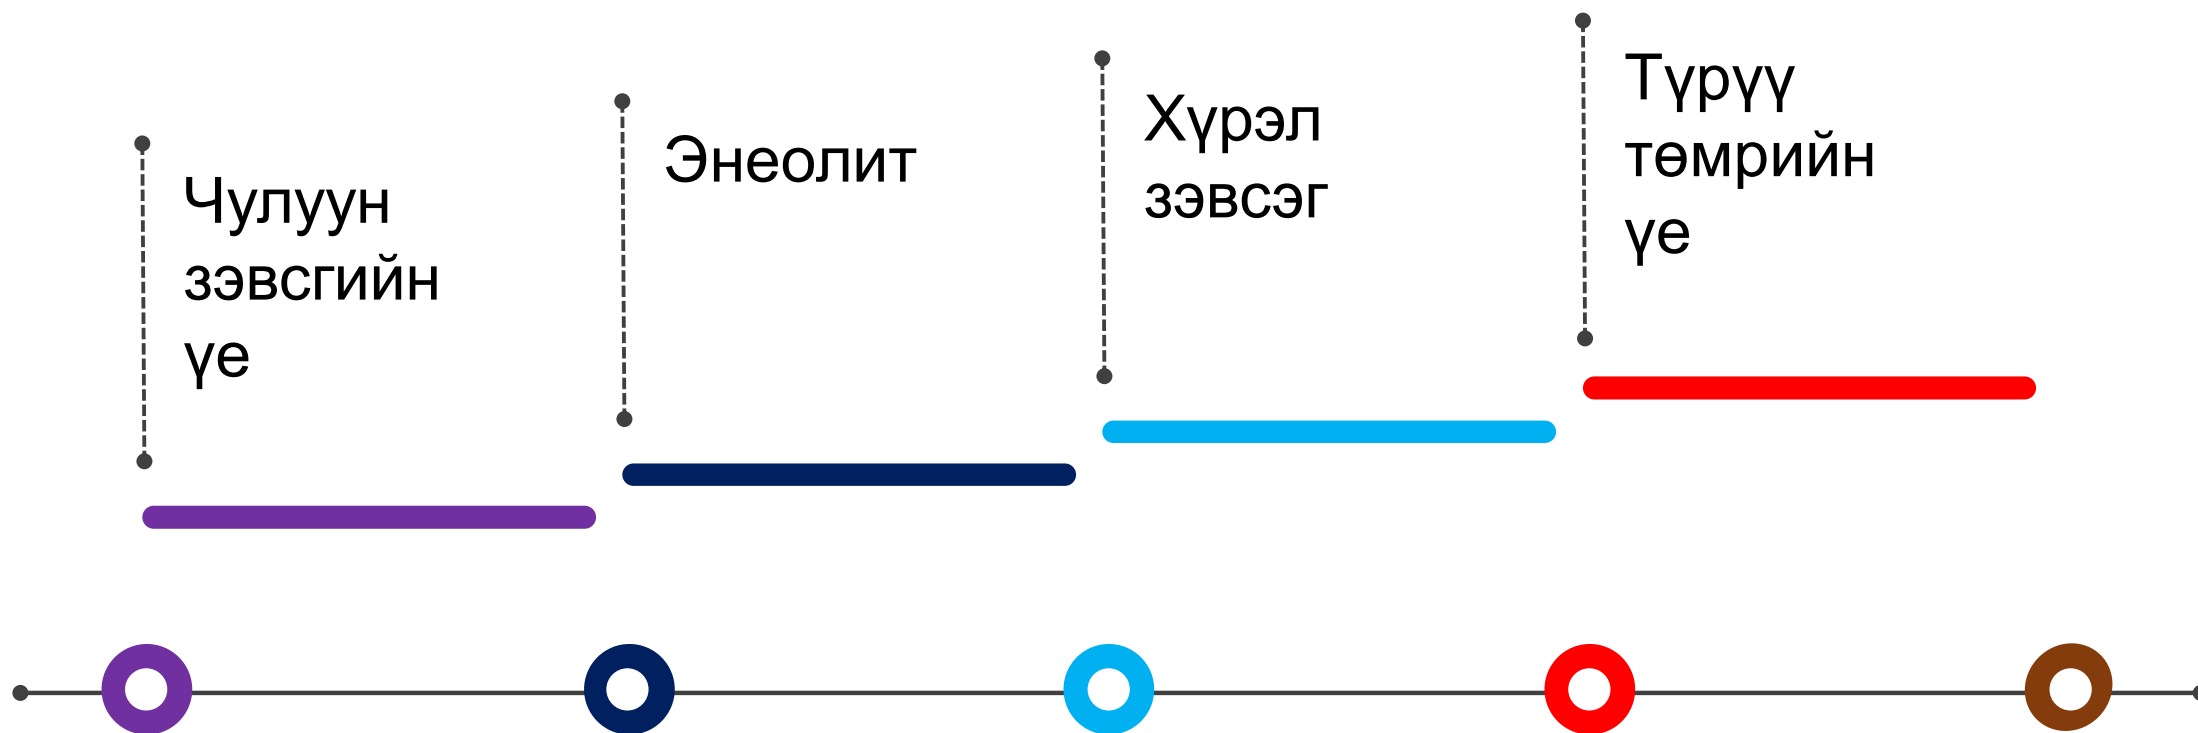 Чулуун
зэвсгийн
үе
Энеолит
Хүрэл
зэвсэг
Түрүү
төмрийн
үе